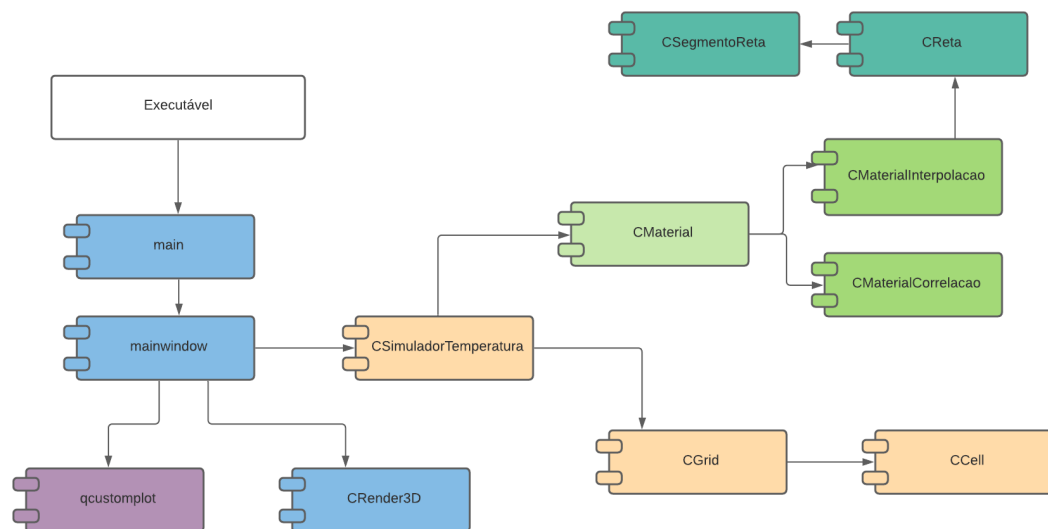 CSegmentoReta
CReta
Executável
CMaterialInterpolacao
main
CMaterial
CMaterialCorrelacao
mainwindow
CSimuladorTemperatura
CGrid
CCell
qcustomplot
CRender3D